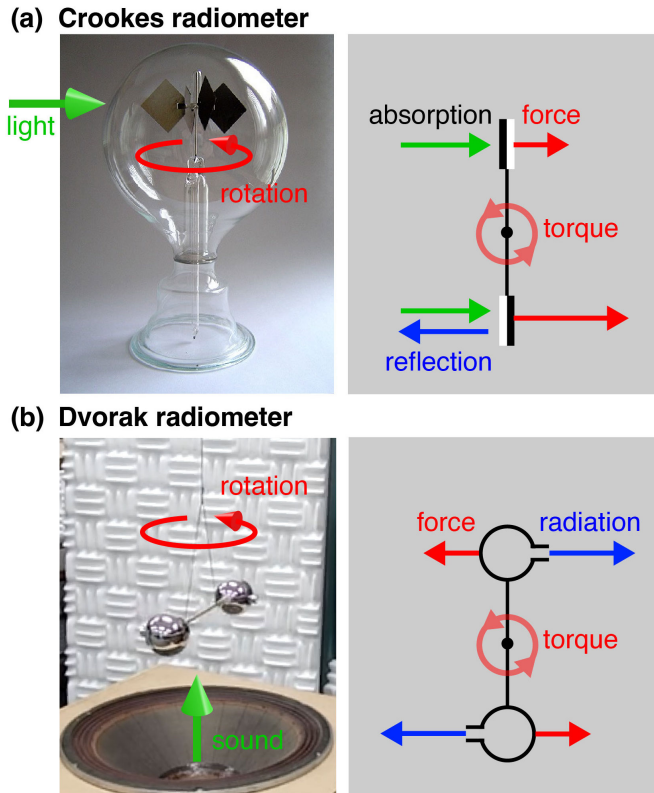 (a) Crookes radiometer
light
rotation
absorption
force
torque
reflection
(b) Dvorak radiometer
rotation
sound
force
radiation
torque